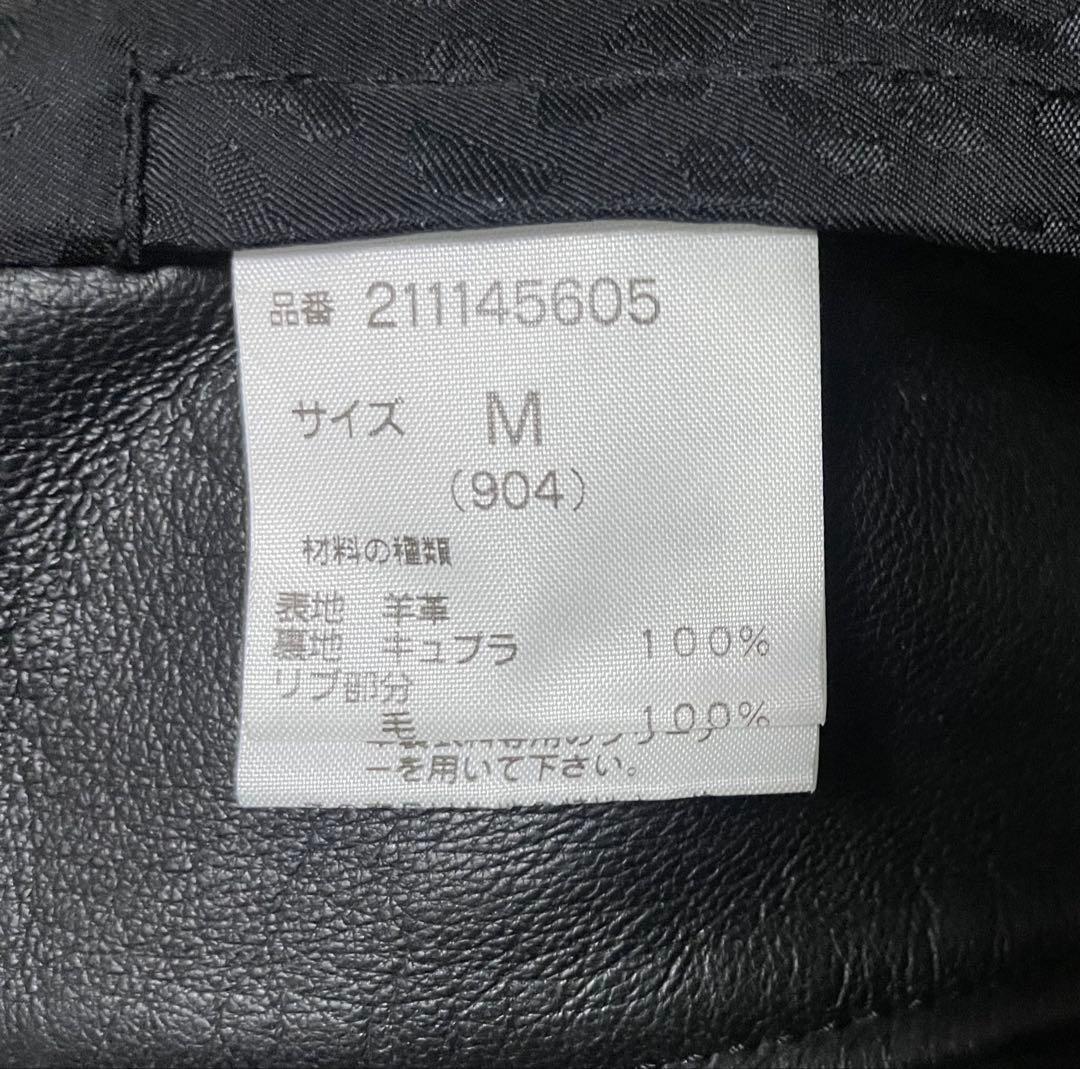 品番 211145605
サイズ M
(904)
材料の種類
表地 羊革
裏地 キュプラ 100%
リブ部分
毛 100%
ーを用いて下さい。